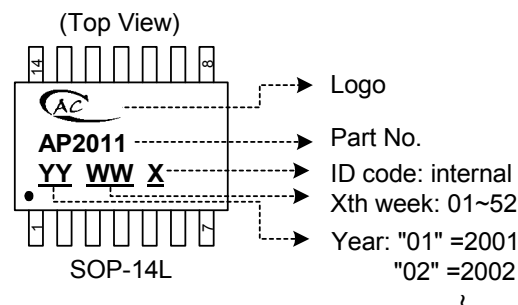 (Top View)
14 8
AC
Logo
AP2011
Part No.
YY WW X
ID code: internal
Xth week: 01~52
Year: "01" =2001
"02" =2002
~
1 7
SOP-14L